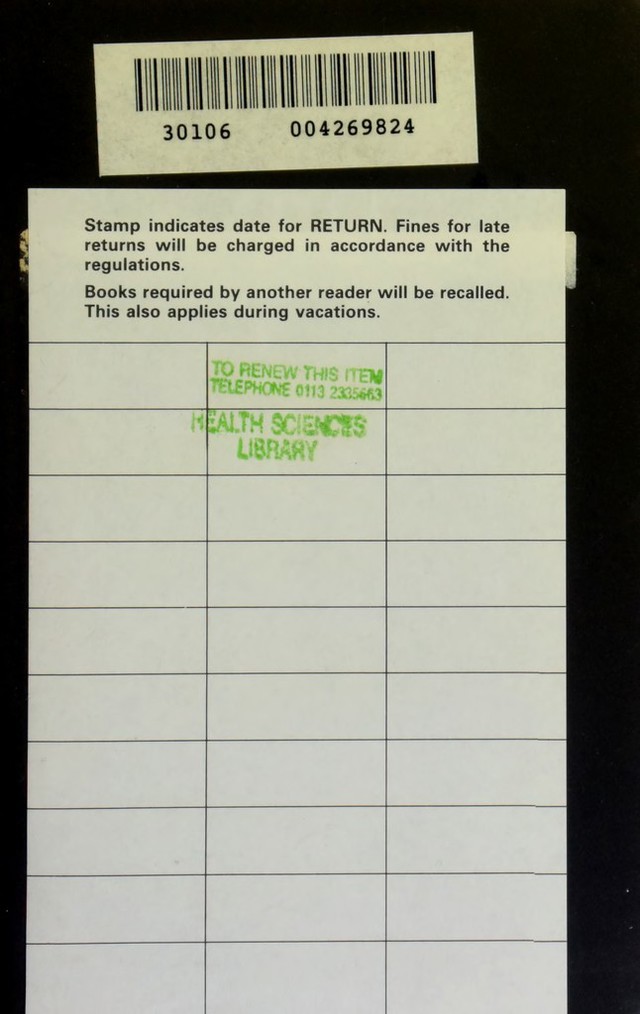 30106 004269824
Stamp indicates date for RETURN. Fines for late
returns will be charged in accordance with the
regulations.
Books required by another reader will be recalled.
This also applies during vacations.
TO RENEW THIS ITEM
TELEPHONE 0113 2335663
HEALTH SCIENCES
LIBRARY